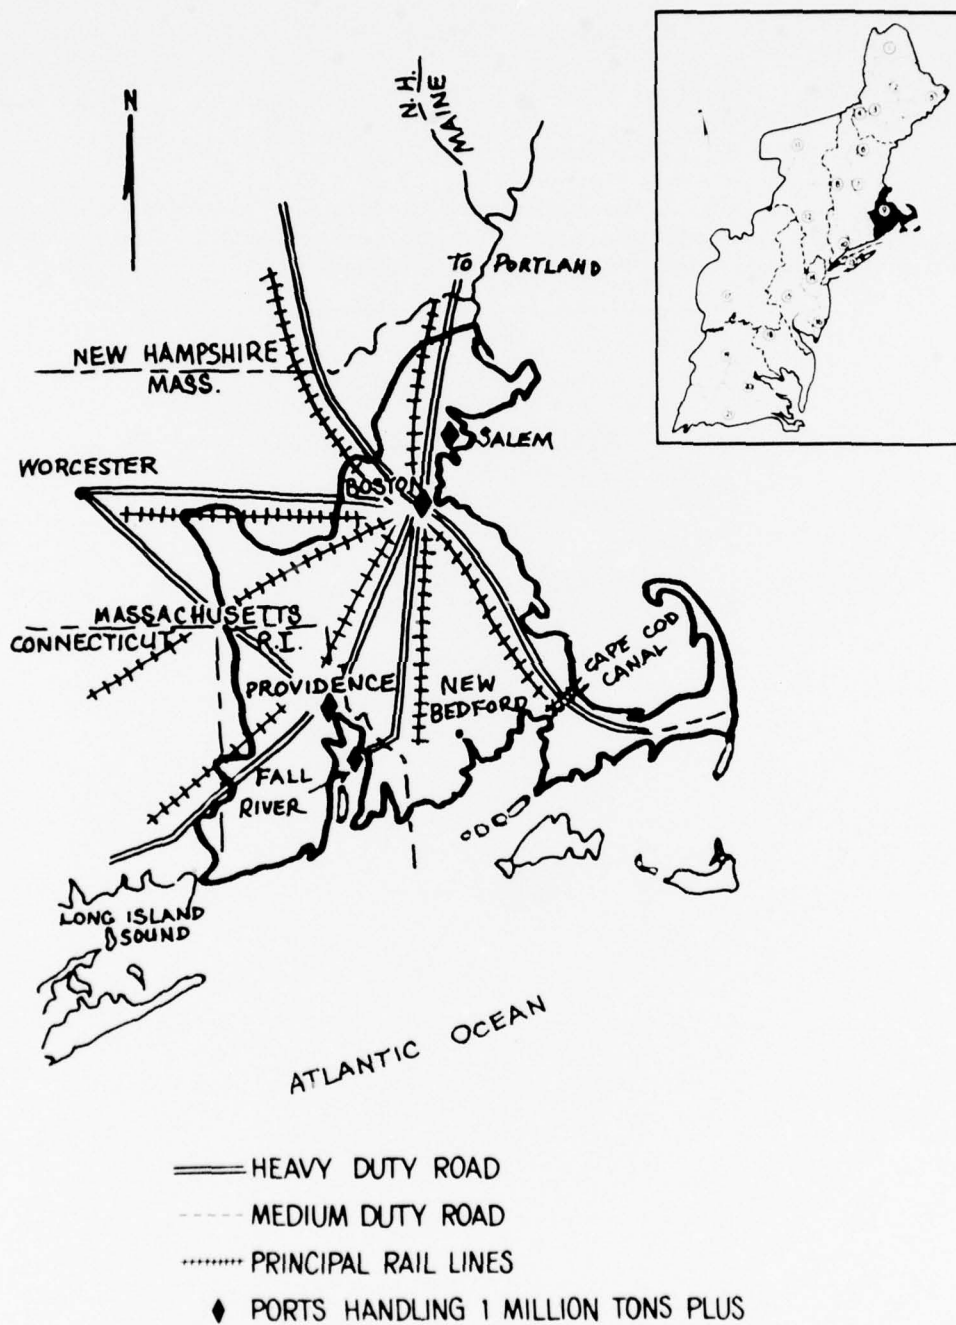 N
N. H.
MAINE
TO PORTLAND
NEW HAMPSHIRE
MASS.
SALEM
WORCESTER
BOSTON
MASSACHUSETTS
CONNECTICUT
R.I.
CAPE COD
CANAL
PROVIDENCE
NEW
BEDFORD
FALL
RIVER
LONG ISLAND
SOUND
ATLANTIC OCEAN
HEAVY DUTY ROAD
MEDIUM DUTY ROAD
PRINCIPAL RAIL LINES
PORTS HANDLING 1 MILLION TONS PLUS